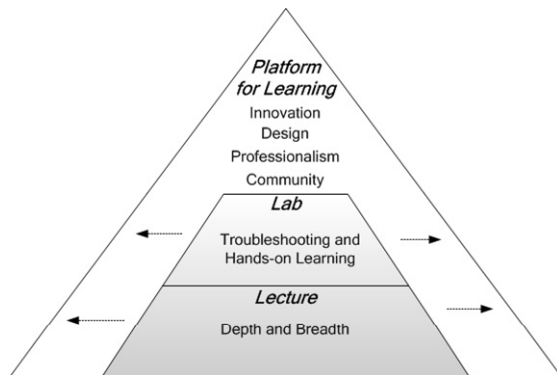 Platform
for Learning
Innovation
Design
Professionalism
Community
Lab
Troubleshooting and
Hands-on Learning
Lecture
Depth and Breadth